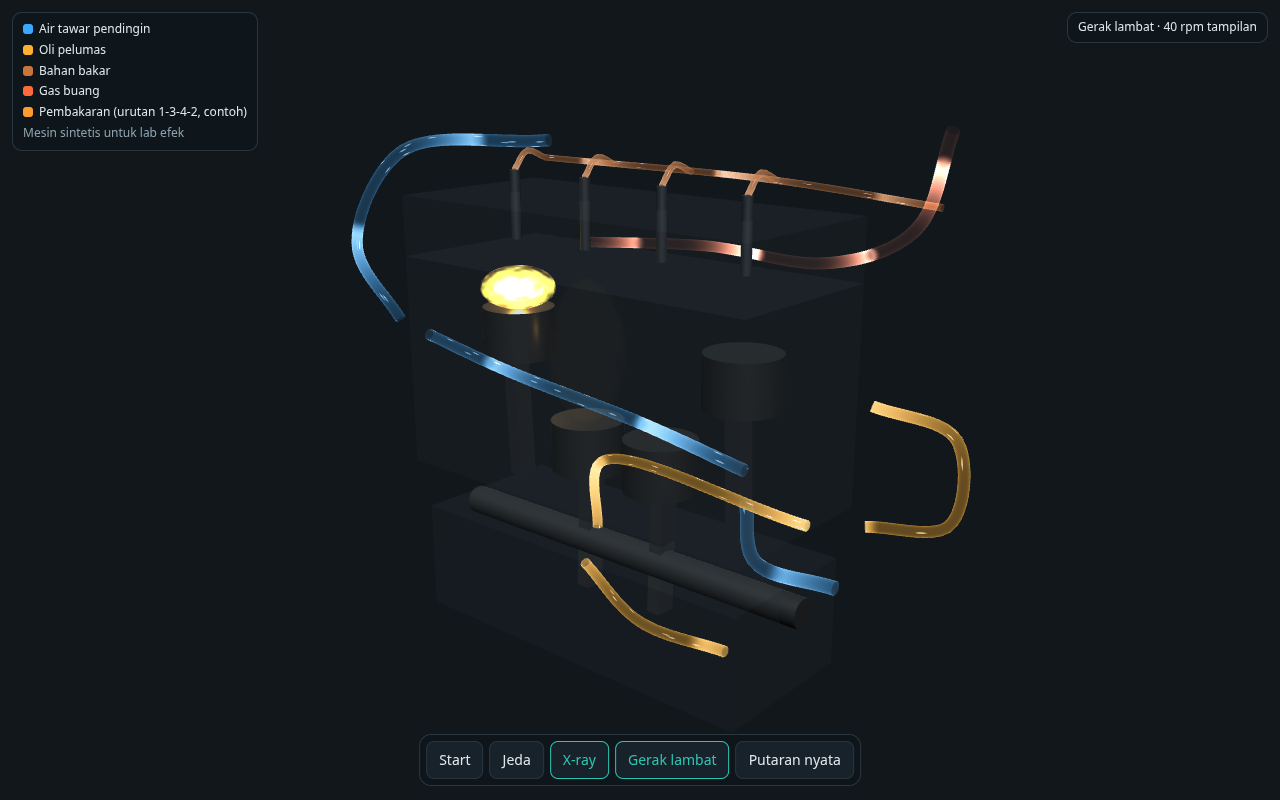 Air tawar pendingin
Oli pelumas
Bahan bakar
Gas buang
Pembakaran (urutan 1-3-4-2, contoh)
Mesin sintetis untuk lab efek
Gerak lambat · 40 rpm tampilan
Start
Jeda
X-ray
Gerak lambat
Putaran nyata